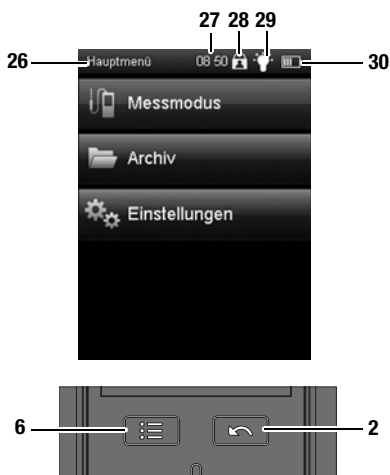 27 28 29
26 Hauptmenü 08 50 30
Messmodus
Archiv
Einstellungen
6 2